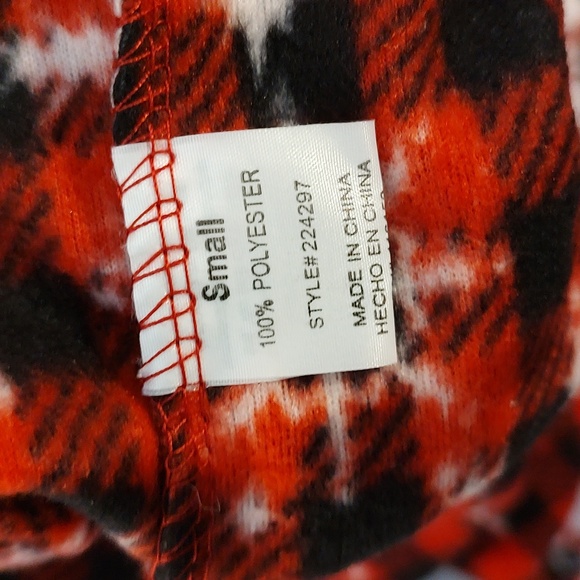 Small
100% POLYESTER
STYLE# 224297
MADE IN CHINA
HECHO EN CHINA